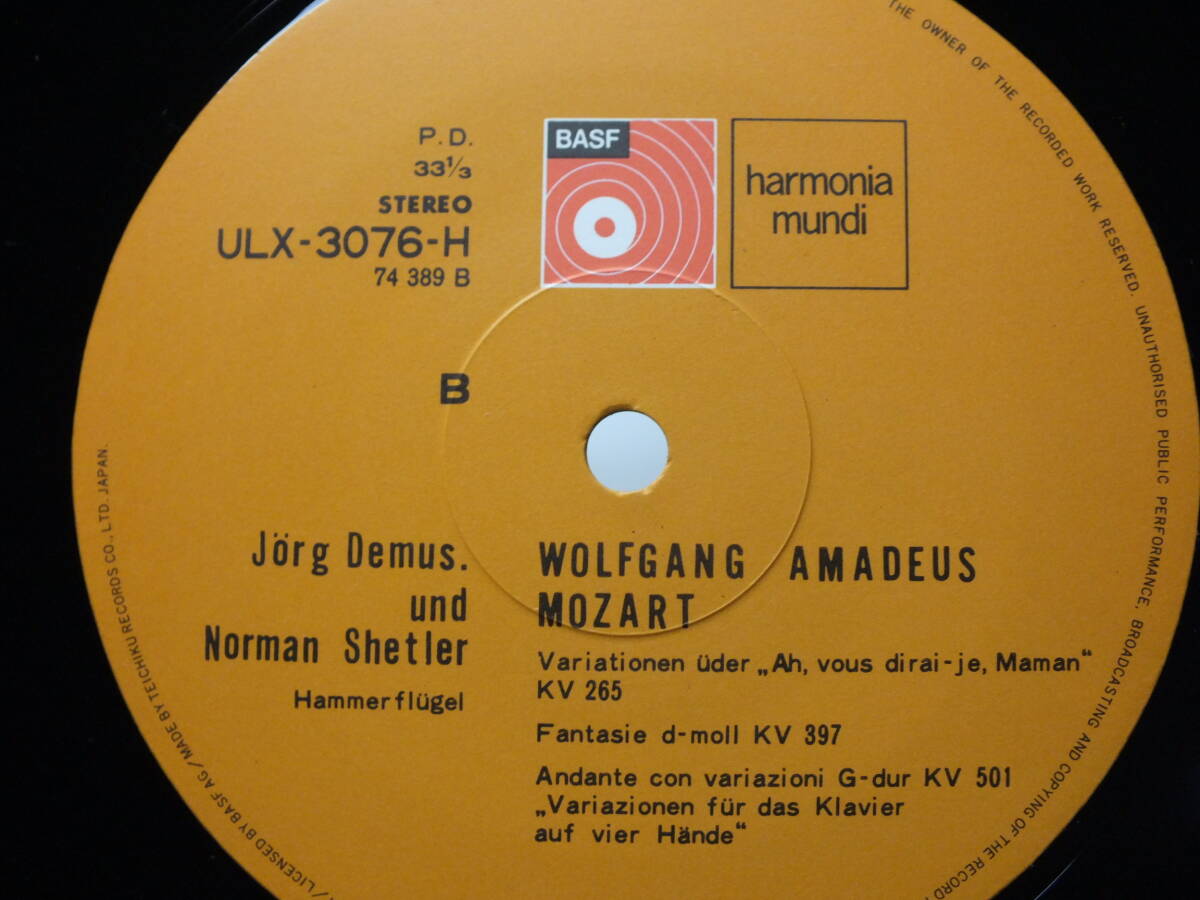 P.D.
33⅓
STEREO
ULX-3076-H
74 389 B
BASF
harmonia
mundi
B
Jörg Demus.
und
Norman Shetler
Hammerflügel
WOLFGANG AMADEUS
MOZART
Variationen üder „Ah, vous dirai-je, Maman“
KV 265
Fantasie d-moll KV 397
Andante con variazioni G-dur KV 501
„Variazionen für das Klavier
auf vier Hände“
THE OWNER OF THE RECORDED WORK RESERVED. UNAUTHORISED PUBLIC PERFORMANCE, BROADCASTING AND COPYING OF THE RECORD
/ LICENSED BY BASF AG / MADE BY TEICHIKU RECORDS CO., LTD. JAPAN.